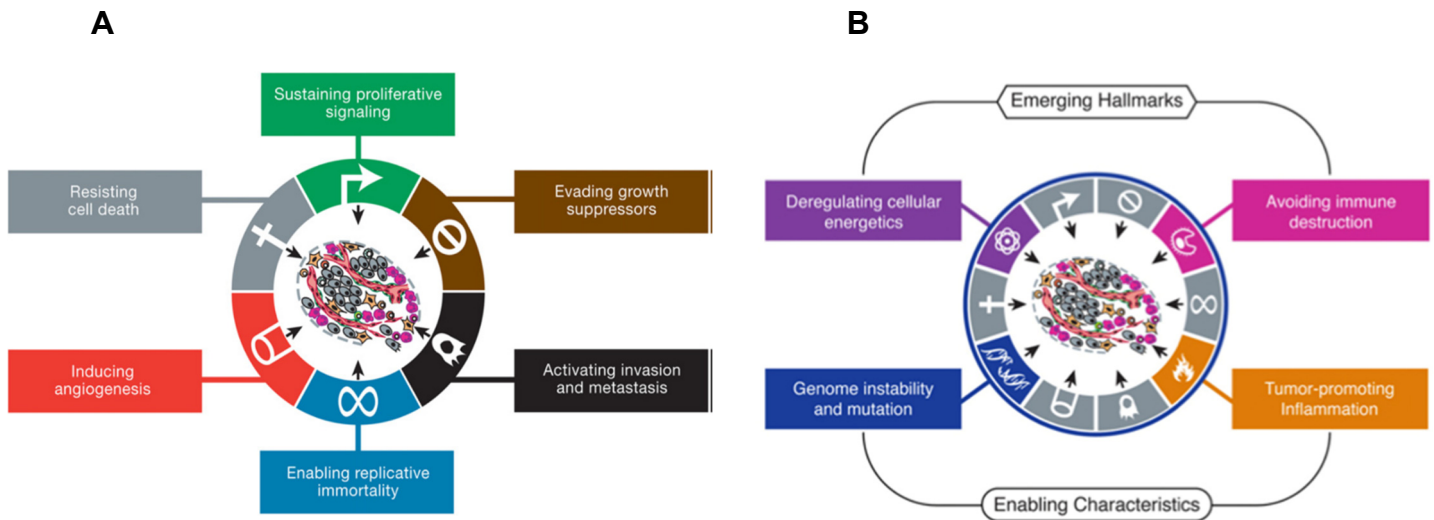 A
Sustaining proliferative
signaling
Resisting
cell death
Evading growth
suppressors
Inducing
angiogenesis
Activating invasion
and metastasis
Enabling replicative
immortality
B
Emerging Hallmarks
Deregulating cellular
energetics
Avoiding immune
destruction
Genome instability
and mutation
Tumor-promoting
Inflammation
Enabling Characteristics